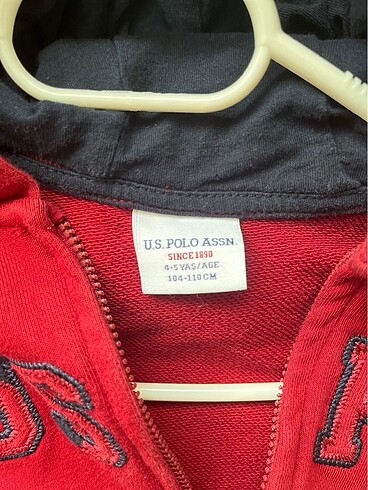 U.S. POLO ASSN.
SINCE 1890
4-5 YAŞ/AGE
104-110 CM